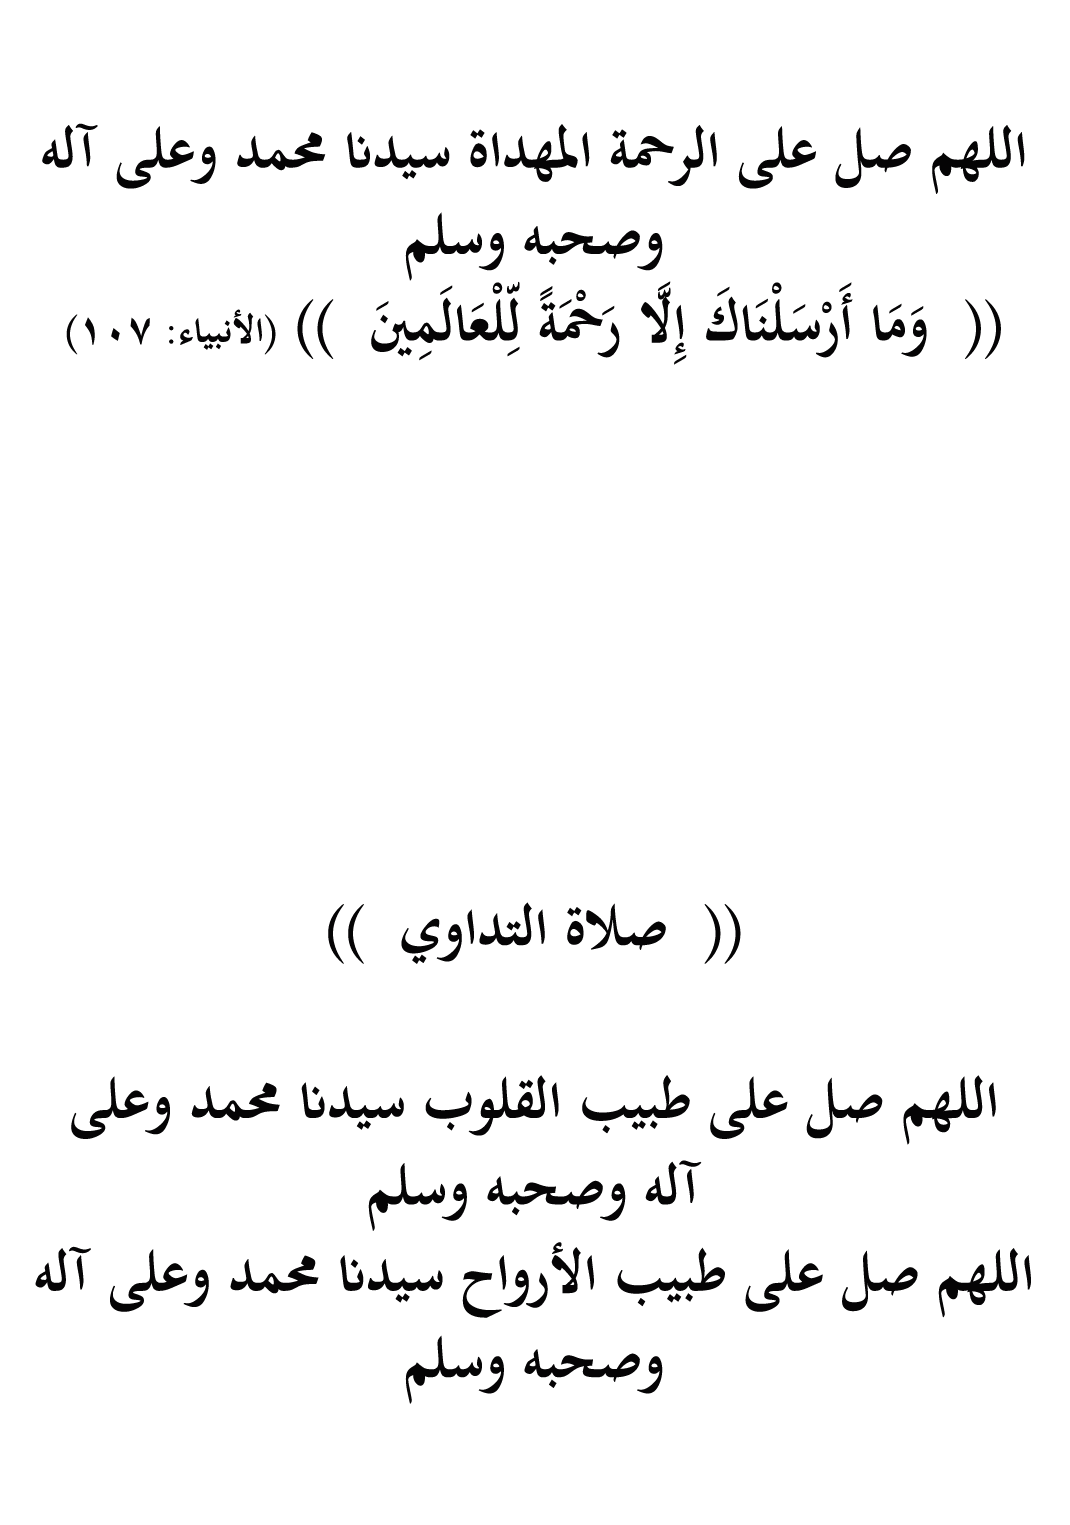 اللهم صل على الرحمة المهداة سيدنا محمد وعلى آله
وصحبه وسلم
(( وَمَا أَرْسَلْنَاكَ إِلَّا رَحْمَةً لِّلْعَالَمِينَ )) (الأنبياء: ١٠٧)
(( صلاة التداوي ))
اللهم صل على طبيب القلوب سيدنا محمد وعلى
آله وصحبه وسلم
اللهم صل على طبيب الأرواح سيدنا محمد وعلى آله
وصحبه وسلم